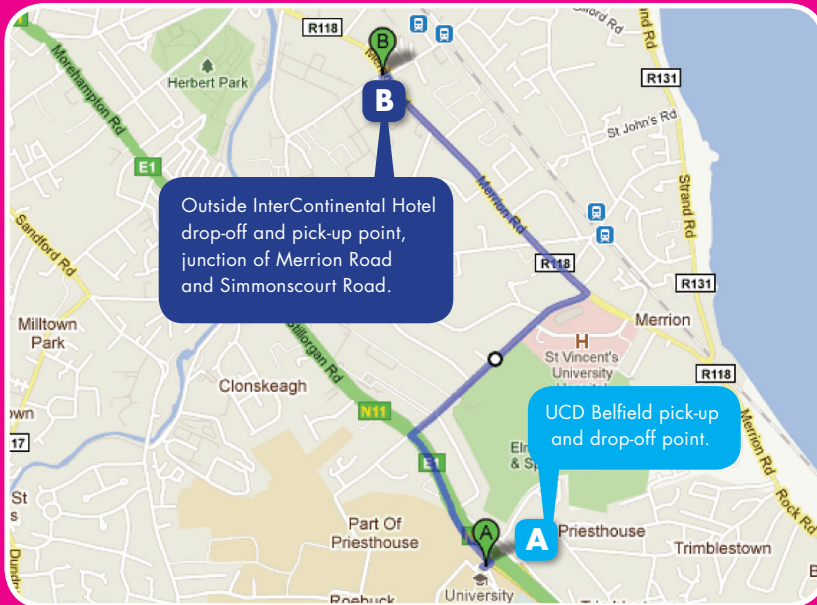 R118
B
Herbert Park
Morehampton Rd
E1
B
R131
St John's Rd
Strand Rd
Outside InterContinental Hotel
drop-off and pick-up point,
junction of Merrion Road
and Simmonscourt Road.
Merrion Rd
Sandford Rd
R118
R131
Milltown
Park
Merrion
Stillorgan Rd
H
St Vincent's
University
R118
Clonskeagh
N11
UCD Belfield pick-up
and drop-off point.
17
E1
Merrion Rd
Rock Rd
St
Part Of
Priesthouse
A
A
Priesthouse
Trimblestown
Roebuck
University